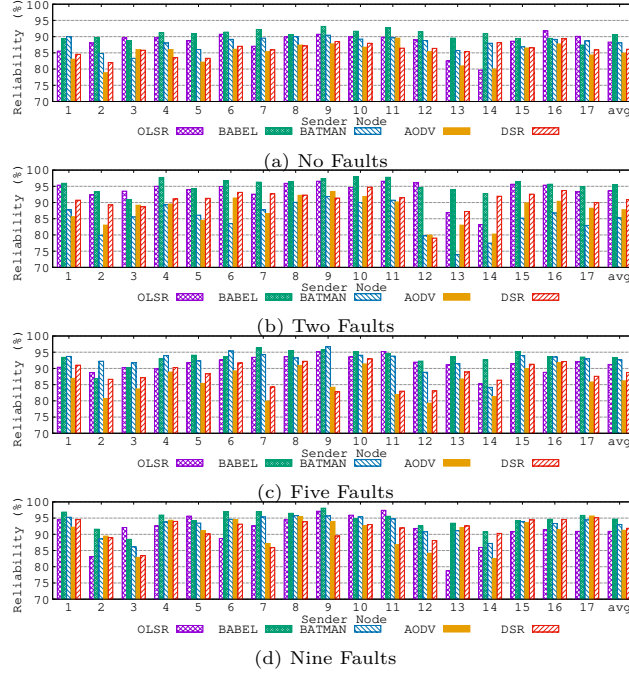 100
95
90
85
80
75
70
Reliability (%)
1 2 3 4 5 6 7 8 9 10 11 12 13 14 15 16 17 avg
Sender Node
OLSR BABEL BATMAN AODV DSR
(a) No Faults
100
95
90
85
80
75
70
Reliability (%)
1 2 3 4 5 6 7 8 9 10 11 12 13 14 15 16 17 avg
Sender Node
OLSR BABEL BATMAN AODV DSR
(b) Two Faults
100
95
90
85
80
75
70
Reliability (%)
1 2 3 4 5 6 7 8 9 10 11 12 13 14 15 16 17 avg
Sender Node
OLSR BABEL BATMAN AODV DSR
(c) Five Faults
100
95
90
85
80
75
70
Reliability (%)
1 2 3 4 5 6 7 8 9 10 11 12 13 14 15 16 17 avg
Sender Node
OLSR BABEL BATMAN AODV DSR
(d) Nine Faults